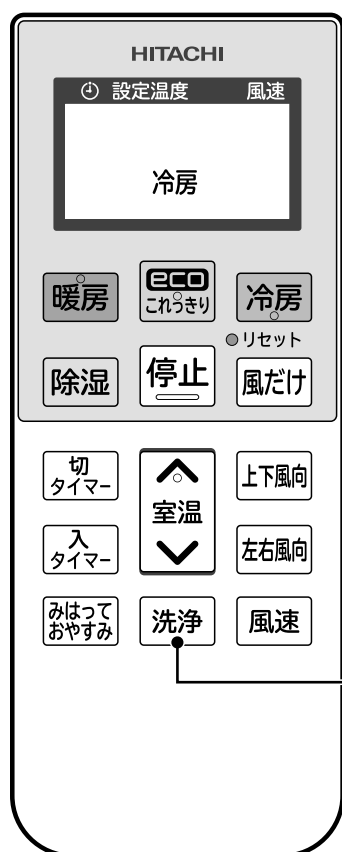 HITACHI
設定温度 風速
冷房
暖房
eco
これっきり
冷房
リセット
除湿
停止
風だけ
切
タイマー
室温
上下風向
入
タイマー
左右風向
みはって
おやすみ
洗浄
風速